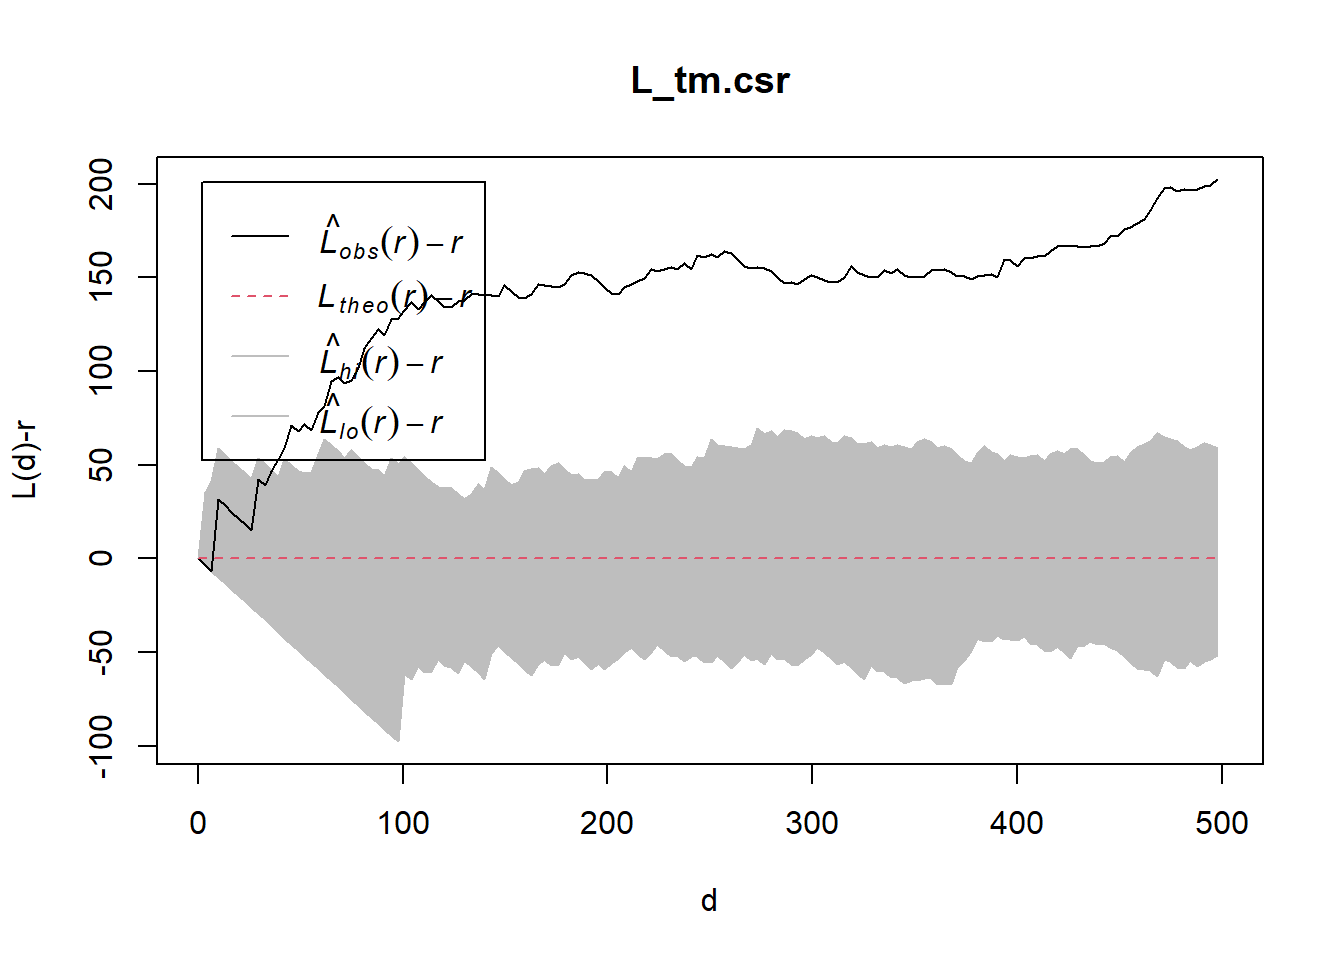 L_tm.csr
200
150
100
50
0
-50
-100
L(d)-r
L̂obs(r) – r
Ltheo(r) – r
L̂hi(r) – r
L̂lo(r) – r
0 100 200 300 400 500
d